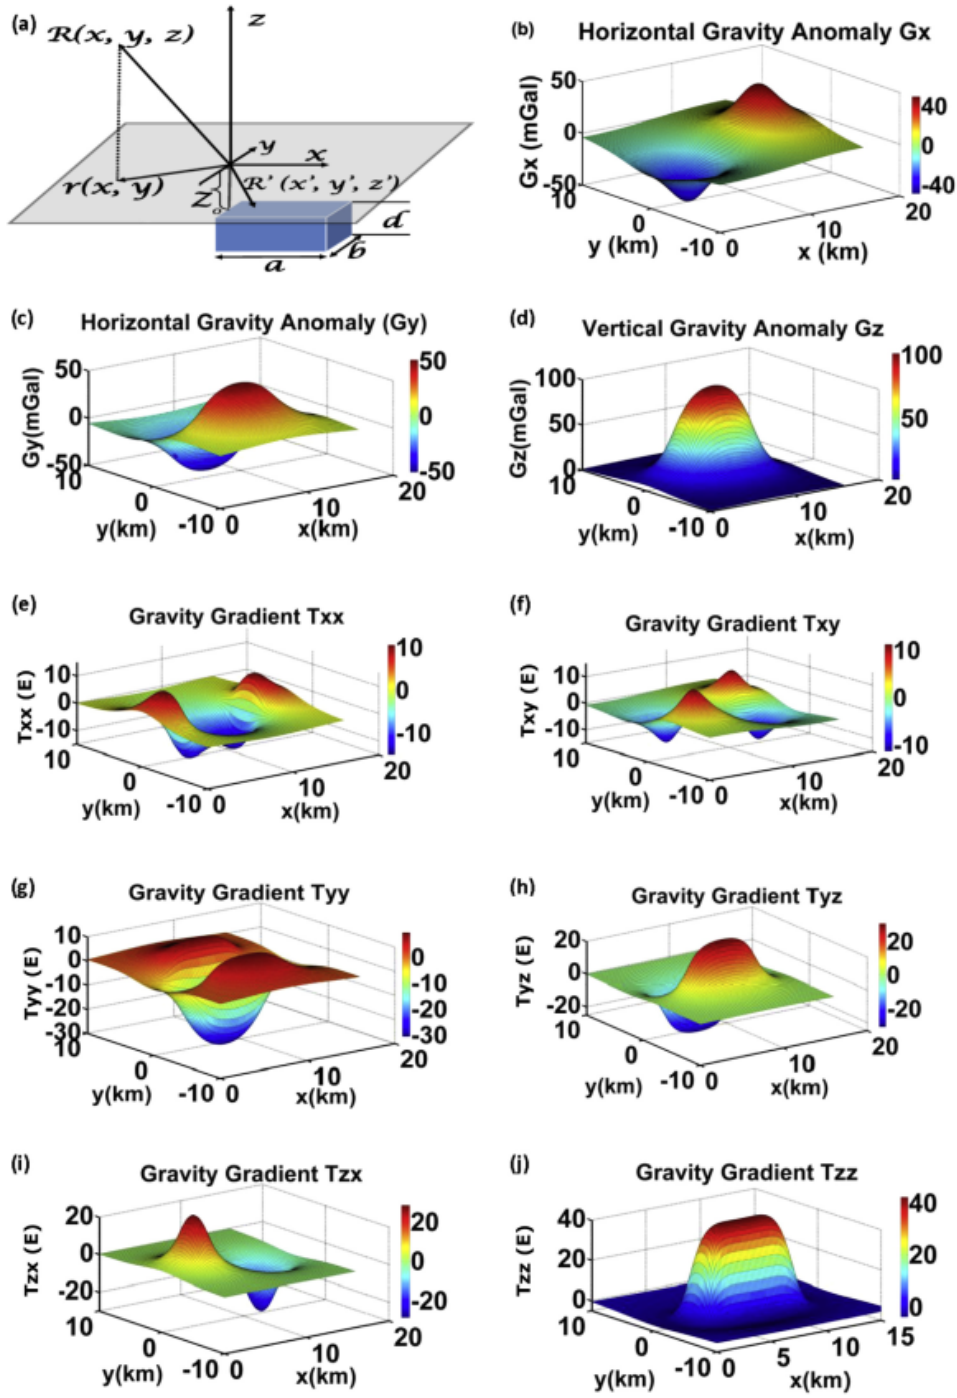 (a)
z
R(x, y, z)
y
x
r(x, y)
R' (x', y', z')
Z₀
d
b
a
(b) Horizontal Gravity Anomaly Gx
Gx (mGal)
50
0
-50
10
0
-10
y (km)
0
10
20
x (km)
40
0
-40
(c) Horizontal Gravity Anomaly (Gy)
Gy(mGal)
50
0
-50
10
0
-10
y(km)
0
10
20
x(km)
50
0
-50
(d) Vertical Gravity Anomaly Gz
Gz(mGal)
100
50
0
10
0
-10
y(km)
0
10
20
x(km)
100
50
(e) Gravity Gradient Txx
Txx (E)
10
0
-10
10
0
-10
y(km)
0
10
20
x(km)
10
0
-10
(f) Gravity Gradient Txy
Txy (E)
10
0
-10
10
0
-10
y(km)
0
10
20
x(km)
10
0
-10
(g) Gravity Gradient Tyy
Tyy (E)
10
0
-10
-20
-30
10
0
-10
y(km)
0
10
20
x(km)
0
-10
-20
-30
(h) Gravity Gradient Tyz
Tyz (E)
20
0
-20
10
0
-10
y(km)
0
10
20
x(km)
20
0
-20
(i) Gravity Gradient Tzx
Tzx (E)
20
0
-20
10
0
-10
y(km)
0
10
20
x(km)
20
0
-20
(j) Gravity Gradient Tzz
Tzz (E)
40
20
0
10
0
-10
y(km)
0
5
10
15
x(km)
40
20
0